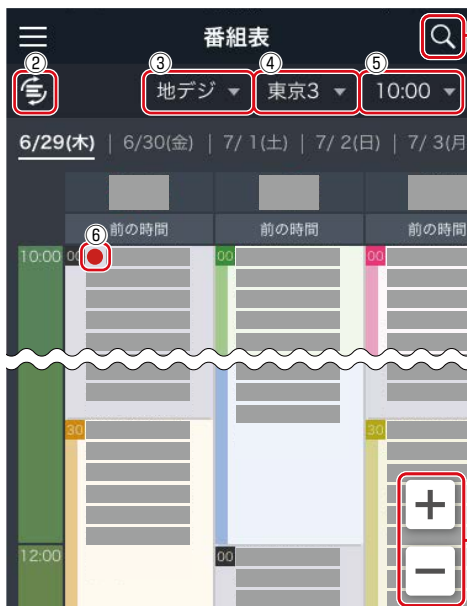 番組表
② ③ ④ ⑤
地デジ ▼ 東京3 ▼ 10:00 ▼
6/29(木) | 6/30(金) | 7/ 1(土) | 7/ 2(日) | 7/ 3(月
前の時間 前の時間 前の時間
⑥
10:00 00 00 00
30 30
+
12:00 00
−